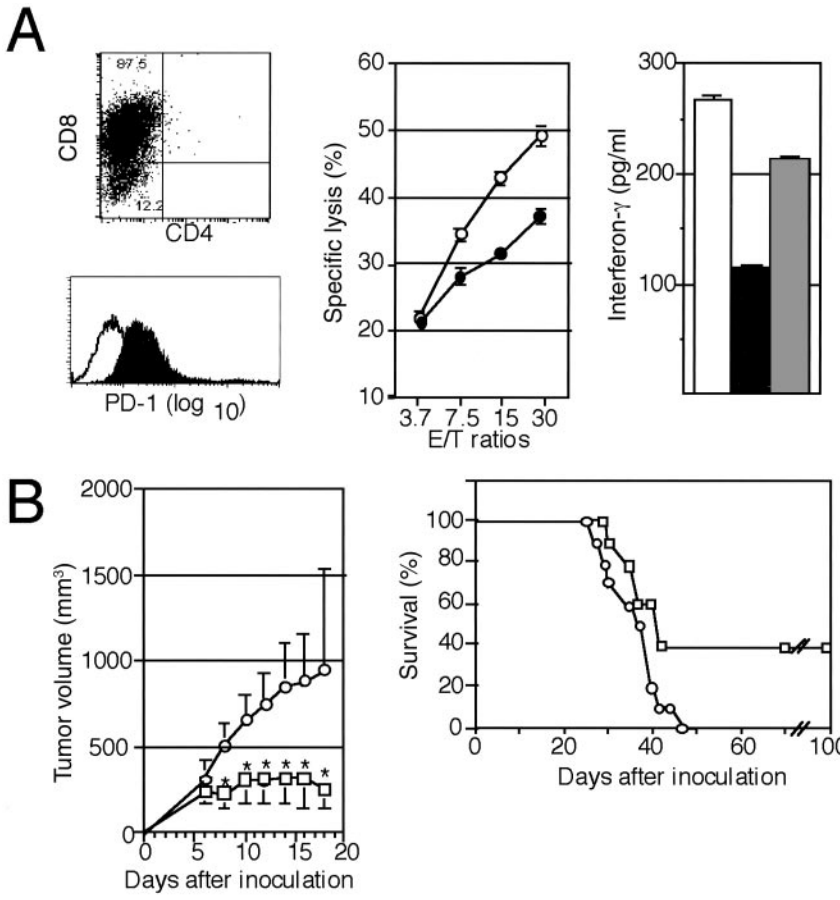 A
87.5
CD8
12.2
CD4
PD-1 (log 10)
Specific lysis (%)
60
50
40
30
20
10
3.7 7.5 15 30
E/T ratios
Interferon-γ (pg/ml)
300
200
100
B
Tumor volume (mm³)
2000
1500
1000
500
0
* * * * * *
0 5 10 15 20
Days after inoculation
Survival (%)
100
80
60
40
20
0
0 20 40 60 100
Days after inoculation